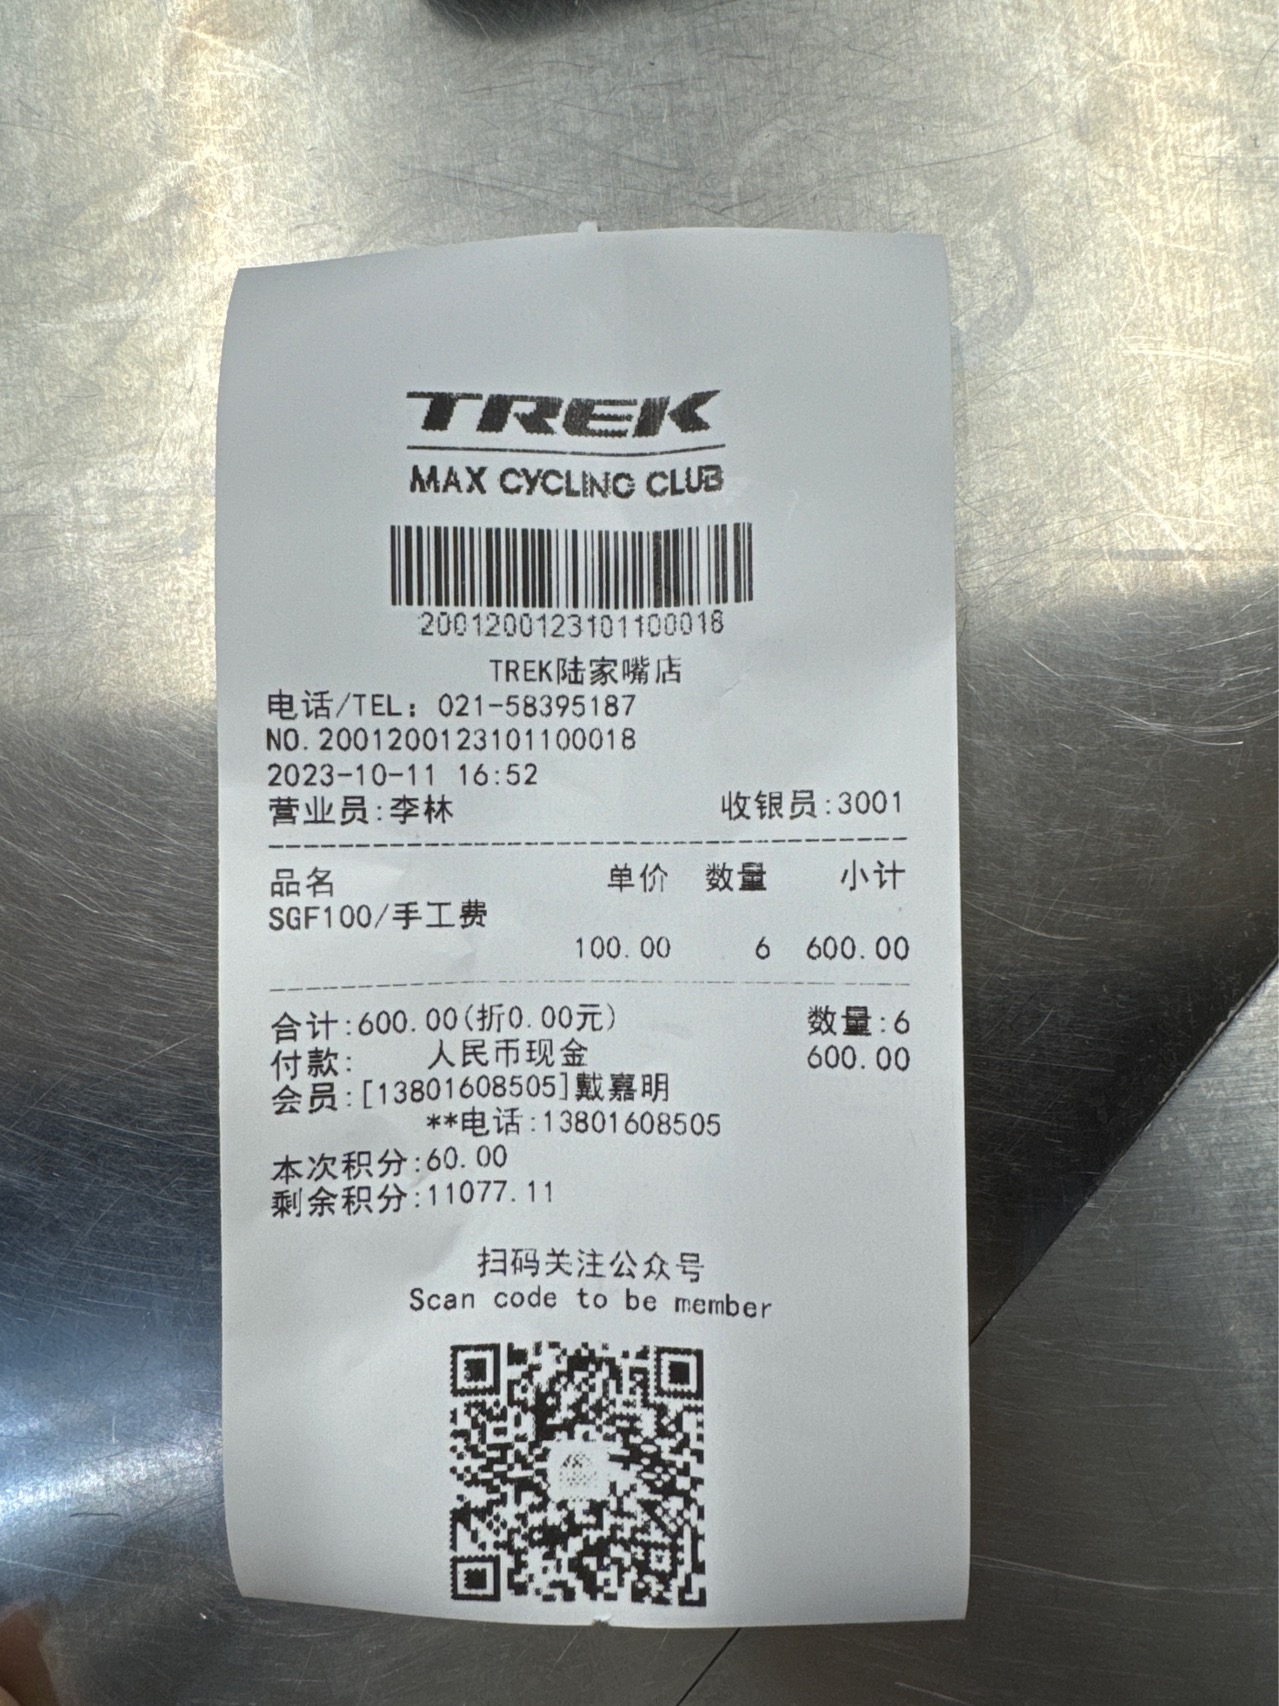 TREK
MAX CYCLING CLUB
2001200123101100018
TREK陆家嘴店
电话/TEL: 021-58395187
NO.2001200123101100018
2023-10-11 16:52
营业员:李林 收银员:3001
品名 单价 数量 小计
SGF100/手工费
100.00 6 600.00
合计:600.00(折0.00元) 数量:6
付款: 人民币现金 600.00
会员:[13801608505]戴嘉明
**电话:13801608505
本次积分:60.00
剩余积分:11077.11
扫码关注公众号
Scan code to be member